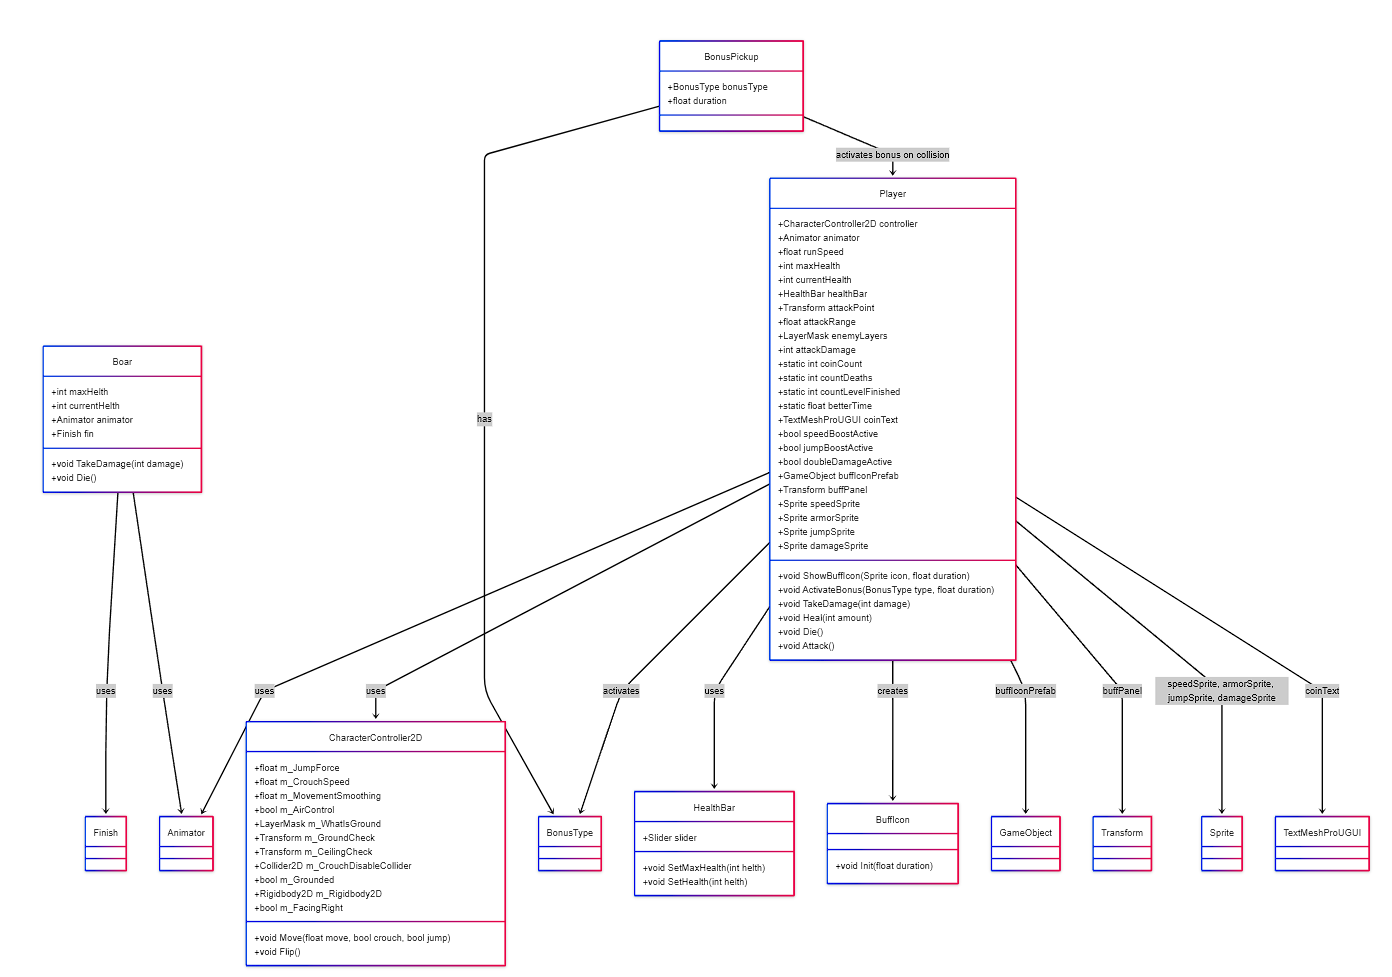 BonusPickup
+BonusType bonusType
+float duration
activates bonus on collision
Player
+CharacterController2D controller
+Animator animator
+float runSpeed
+int maxHealth
+int currentHealth
+HealthBar healthBar
+Transform attackPoint
+float attackRange
+LayerMask enemyLayers
+int attackDamage
+static int coinCount
+static int countDeaths
+static int countLevelFinished
+static float betterTime
+TextMeshProUGUI coinText
+bool speedBoostActive
+bool jumpBoostActive
+bool doubleDamageActive
+GameObject buffIconPrefab
+Transform buffPanel
+Sprite speedSprite
+Sprite armorSprite
+Sprite jumpSprite
+Sprite damageSprite
+void ShowBuffIcon(Sprite icon, float duration)
+void ActivateBonus(BonusType type, float duration)
+void TakeDamage(int damage)
+void Heal(int amount)
+void Die()
+void Attack()
Boar
+int maxHelth
+int currentHelth
+Animator animator
+Finish fin
+void TakeDamage(int damage)
+void Die()
has
uses
uses
uses
uses
activates
uses
creates
buffIconPrefab
buffPanel
speedSprite, armorSprite,
jumpSprite, damageSprite
coinText
Finish
Animator
CharacterController2D
+float m_JumpForce
+float m_CrouchSpeed
+float m_MovementSmoothing
+bool m_AirControl
+LayerMask m_WhatIsGround
+Transform m_GroundCheck
+Transform m_CeilingCheck
+Collider2D m_CrouchDisableCollider
+bool m_Grounded
+Rigidbody2D m_Rigidbody2D
+bool m_FacingRight
+void Move(float move, bool crouch, bool jump)
+void Flip()
BonusType
HealthBar
+Slider slider
+void SetMaxHealth(int helth)
+void SetHealth(int helth)
BuffIcon
+void Init(float duration)
GameObject
Transform
Sprite
TextMeshProUGUI